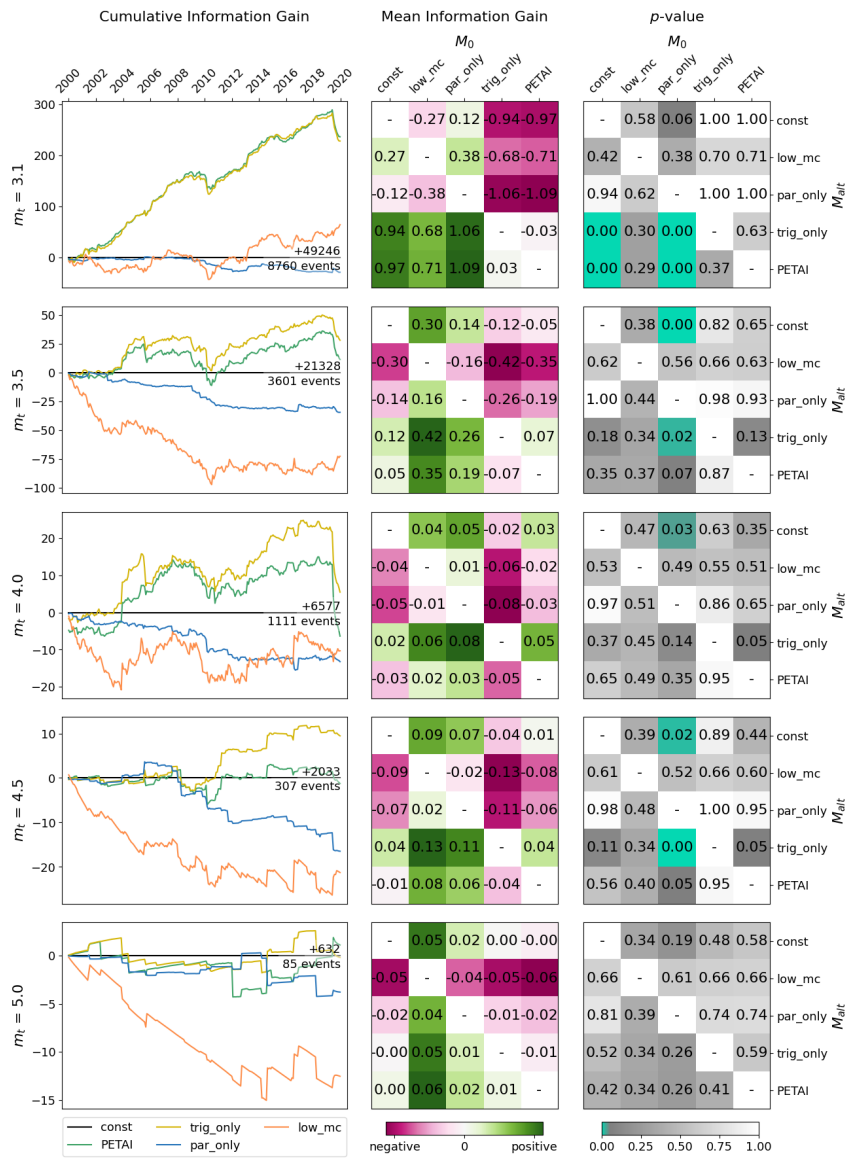 Cumulative Information Gain
Mean Information Gain
p-value
M0
M0
2000 2002 2004 2006 2008 2010 2012 2014 2016 2018 2020
const low_mc par_only trig_only PETAI
const low_mc par_only trig_only PETAI
mt = 3.1
300
200
100
0
+49246
8760 events
- -0.27 0.12 -0.94 -0.97
0.27 - 0.38 -0.68 -0.71
-0.12 -0.38 - -1.06 -1.09
0.94 0.68 1.06 - -0.03
0.97 0.71 1.09 0.03 -
- 0.58 0.06 1.00 1.00 const
0.42 - 0.38 0.70 0.71 low_mc
0.94 0.62 - 1.00 1.00 par_only
0.00 0.30 0.00 - 0.63 trig_only
0.00 0.29 0.00 0.37 - PETAI
Malt
mt = 3.5
50
25
0
−25
−50
−75
−100
+21328
3601 events
- 0.30 0.14 -0.12 -0.05
-0.30 - -0.16 -0.42 -0.35
-0.14 0.16 - -0.26 -0.19
0.12 0.42 0.26 - 0.07
0.05 0.35 0.19 -0.07 -
- 0.38 0.00 0.82 0.65 const
0.62 - 0.56 0.66 0.63 low_mc
1.00 0.44 - 0.98 0.93 par_only
0.18 0.34 0.02 - 0.13 trig_only
0.35 0.37 0.07 0.87 - PETAI
Malt
mt = 4.0
20
10
0
−10
−20
+6577
1111 events
- 0.04 0.05 -0.02 0.03
-0.04 - 0.01 -0.06 -0.02
-0.05 -0.01 - -0.08 -0.03
0.02 0.06 0.08 - 0.05
-0.03 0.02 0.03 -0.05 -
- 0.47 0.03 0.63 0.35 const
0.53 - 0.49 0.55 0.51 low_mc
0.97 0.51 - 0.86 0.65 par_only
0.37 0.45 0.14 - 0.05 trig_only
0.65 0.49 0.35 0.95 - PETAI
Malt
mt = 4.5
10
0
−10
−20
+2033
307 events
- 0.09 0.07 -0.04 0.01
-0.09 - -0.02 -0.13 -0.08
-0.07 0.02 - -0.11 -0.06
0.04 0.13 0.11 - 0.04
-0.01 0.08 0.06 -0.04 -
- 0.39 0.02 0.89 0.44 const
0.61 - 0.52 0.66 0.60 low_mc
0.98 0.48 - 1.00 0.95 par_only
0.11 0.34 0.00 - 0.05 trig_only
0.56 0.40 0.05 0.95 - PETAI
Malt
mt = 5.0
0
−5
−10
−15
+632
85 events
- 0.05 0.02 0.00 -0.00
-0.05 - -0.04 -0.05 -0.06
-0.02 0.04 - -0.01 -0.02
-0.00 0.05 0.01 - -0.01
0.00 0.06 0.02 0.01 -
- 0.34 0.19 0.48 0.58 const
0.66 - 0.61 0.66 0.66 low_mc
0.81 0.39 - 0.74 0.74 par_only
0.52 0.34 0.26 - 0.59 trig_only
0.42 0.34 0.26 0.41 - PETAI
Malt
const trig_only low_mc
PETAI par_only
negative 0 positive
0.00 0.25 0.50 0.75 1.00